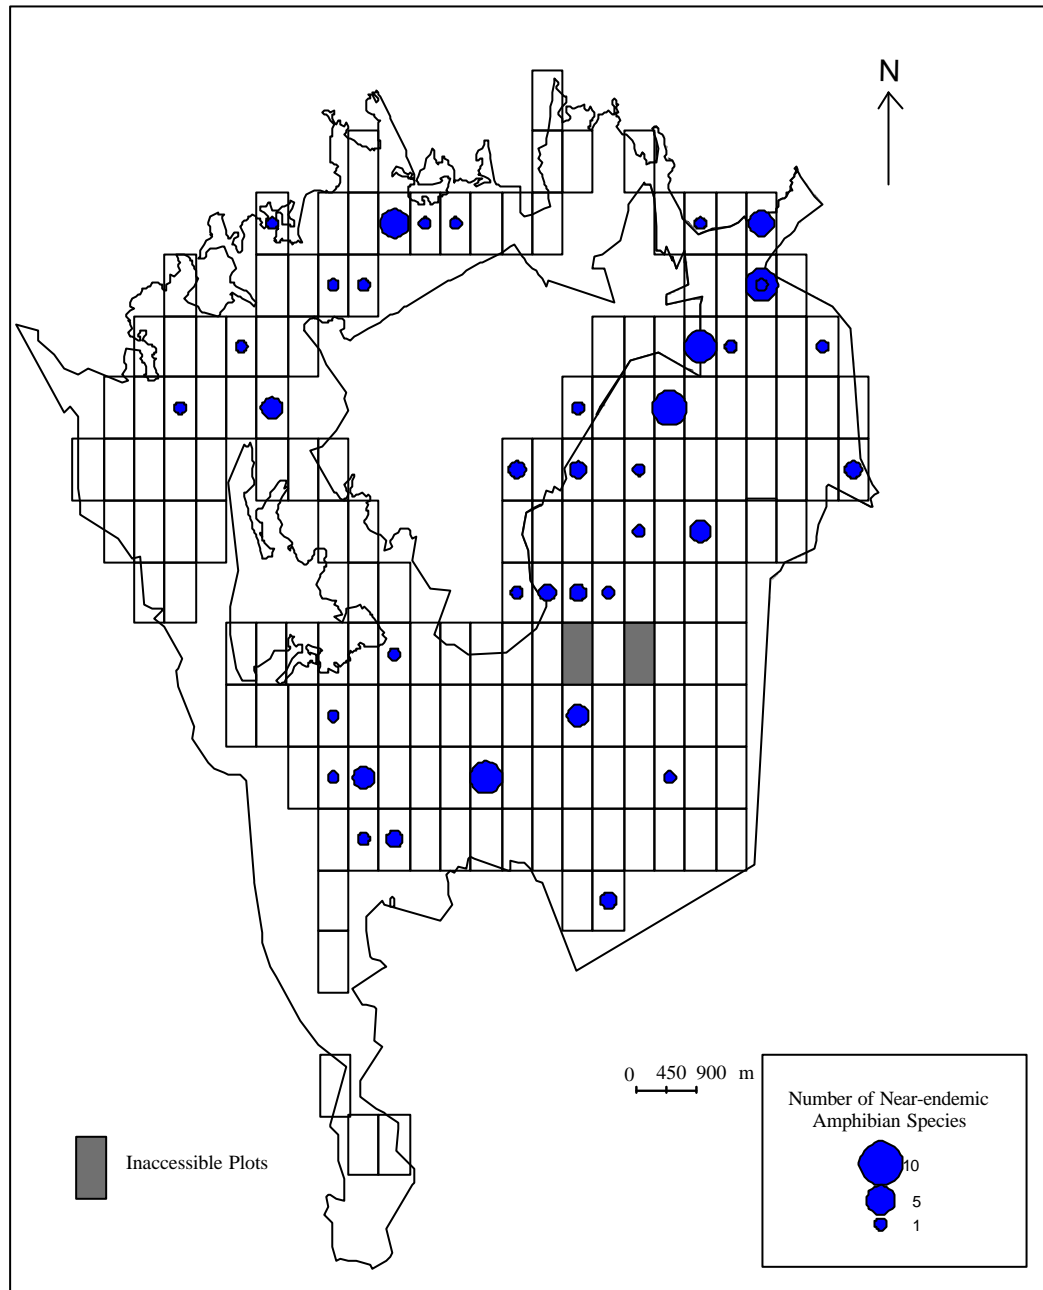 N
0 450 900 m
Number of Near-endemic
Amphibian Species
10
5
1
Inaccessible Plots